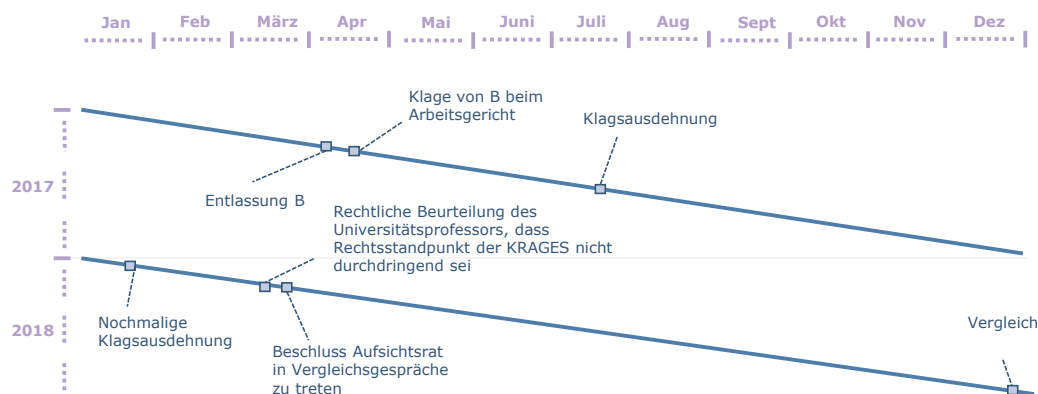 Jan Feb März Apr Mai Juni Juli Aug Sept Okt Nov Dez
Klage von B beim
Arbeitsgericht
Klagsausdehnung
2017
Entlassung B
Rechtliche Beurteilung des
Universitätsprofessors, dass
Rechtsstandpunkt der KRAGES nicht
durchdringend sei
2018
Nochmalige
Klagsausdehnung
Beschluss Aufsichtsrat
in Vergleichsgespräche
zu treten
Vergleich